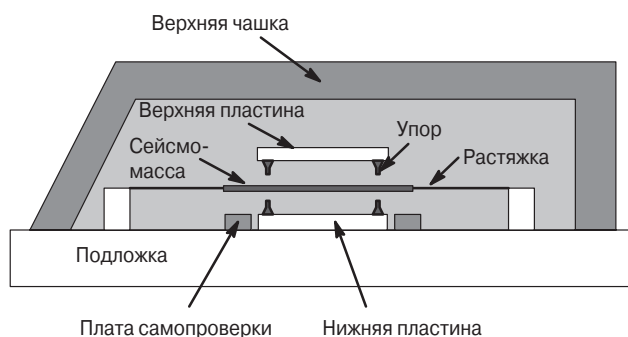 Верхняя чашка
Верхняя пластина
Упор
Сейсмо-
масса
Растяжка
Подложка
Плата самопроверки
Нижняя пластина